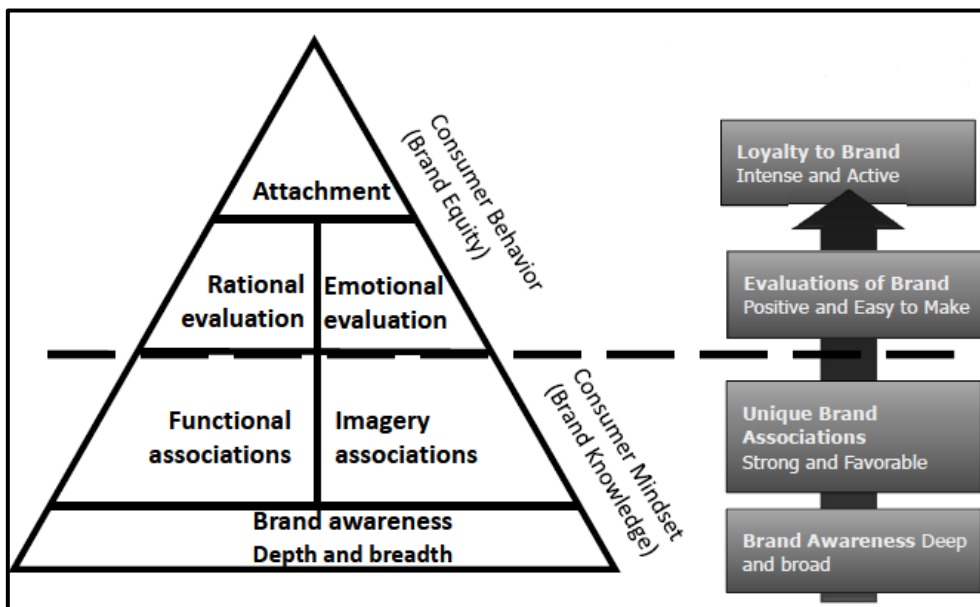 Attachment
Rational
evaluation
Emotional
evaluation
Functional
associations
Imagery
associations
Brand awareness
Depth and breadth
Consumer Behavior
(Brand Equity)
Consumer Mindset
(Brand Knowledge)
Loyalty to Brand
Intense and Active
Evaluations of Brand
Positive and Easy to Make
Unique Brand
Associations
Strong and Favorable
Brand Awareness Deep
and broad